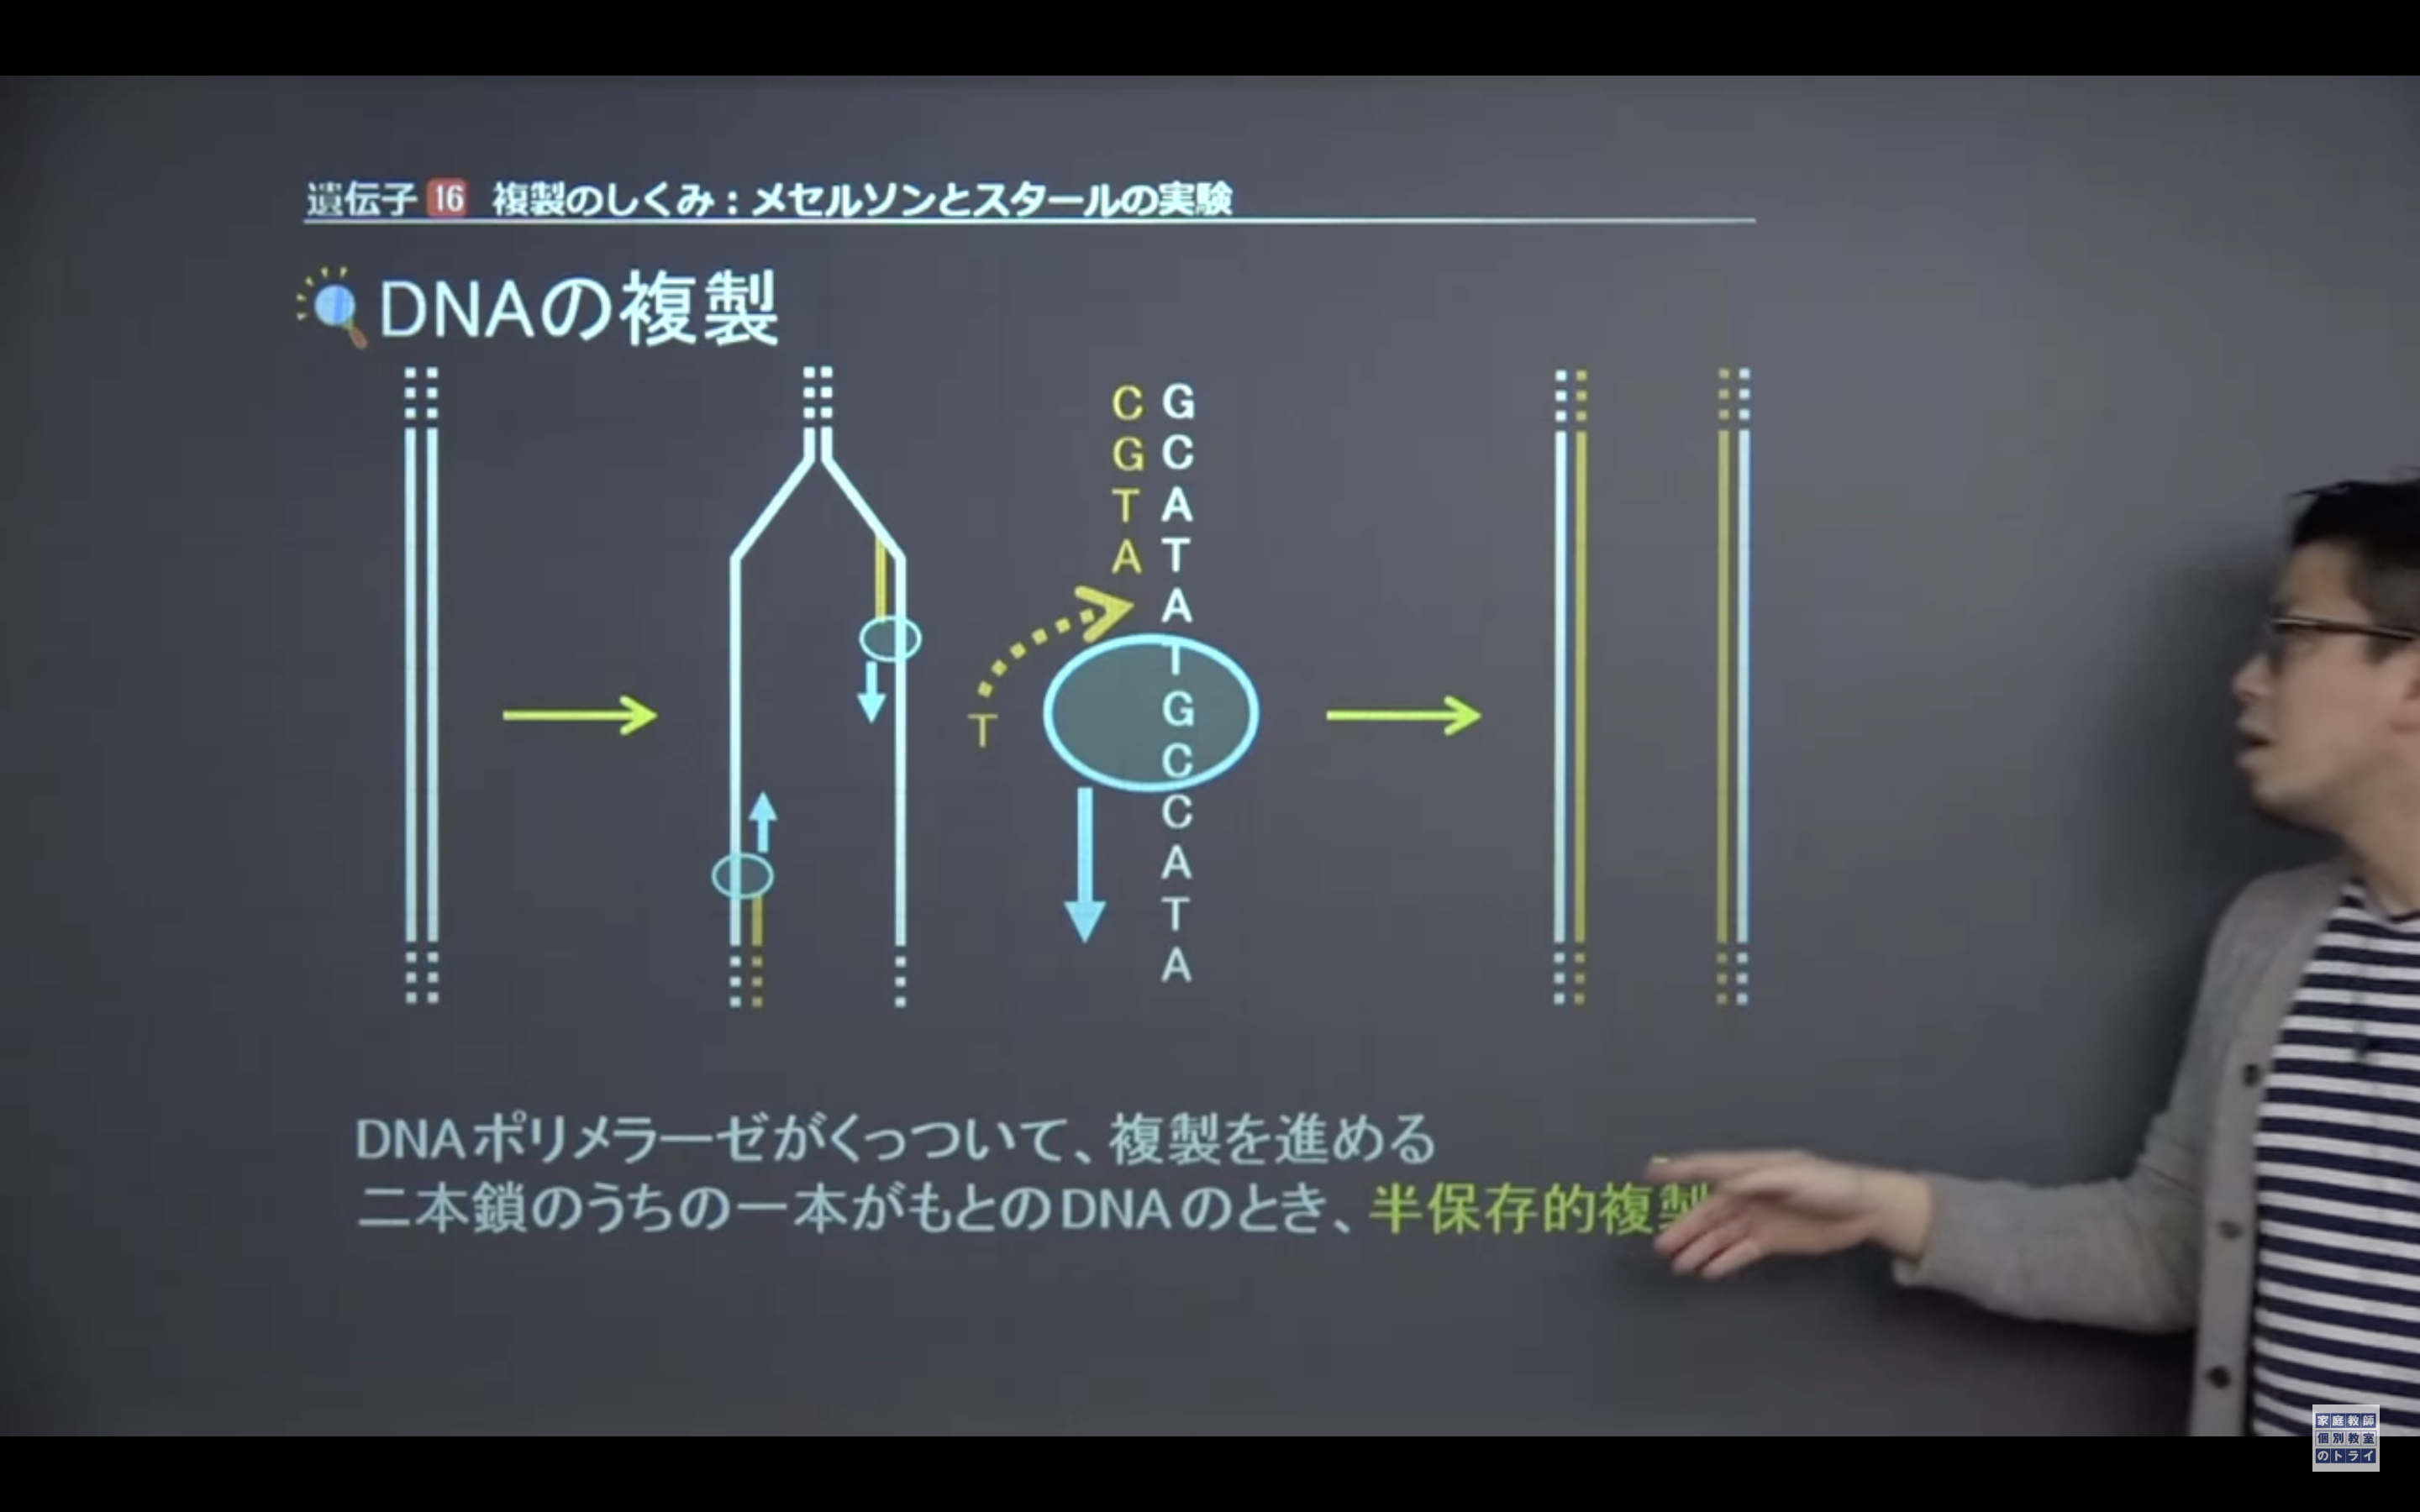 遺伝子 16 複製のしくみ：メセルソンとスタールの実験
DNAの複製
C G
G C
T A
A T
A
T
T
G
C
C
A
T
A
DNAポリメラーゼがくっついて、複製を進める
二本鎖のうちの一本がもとのDNAのとき、半保存的複製
家庭教師
個別教室
のトライ